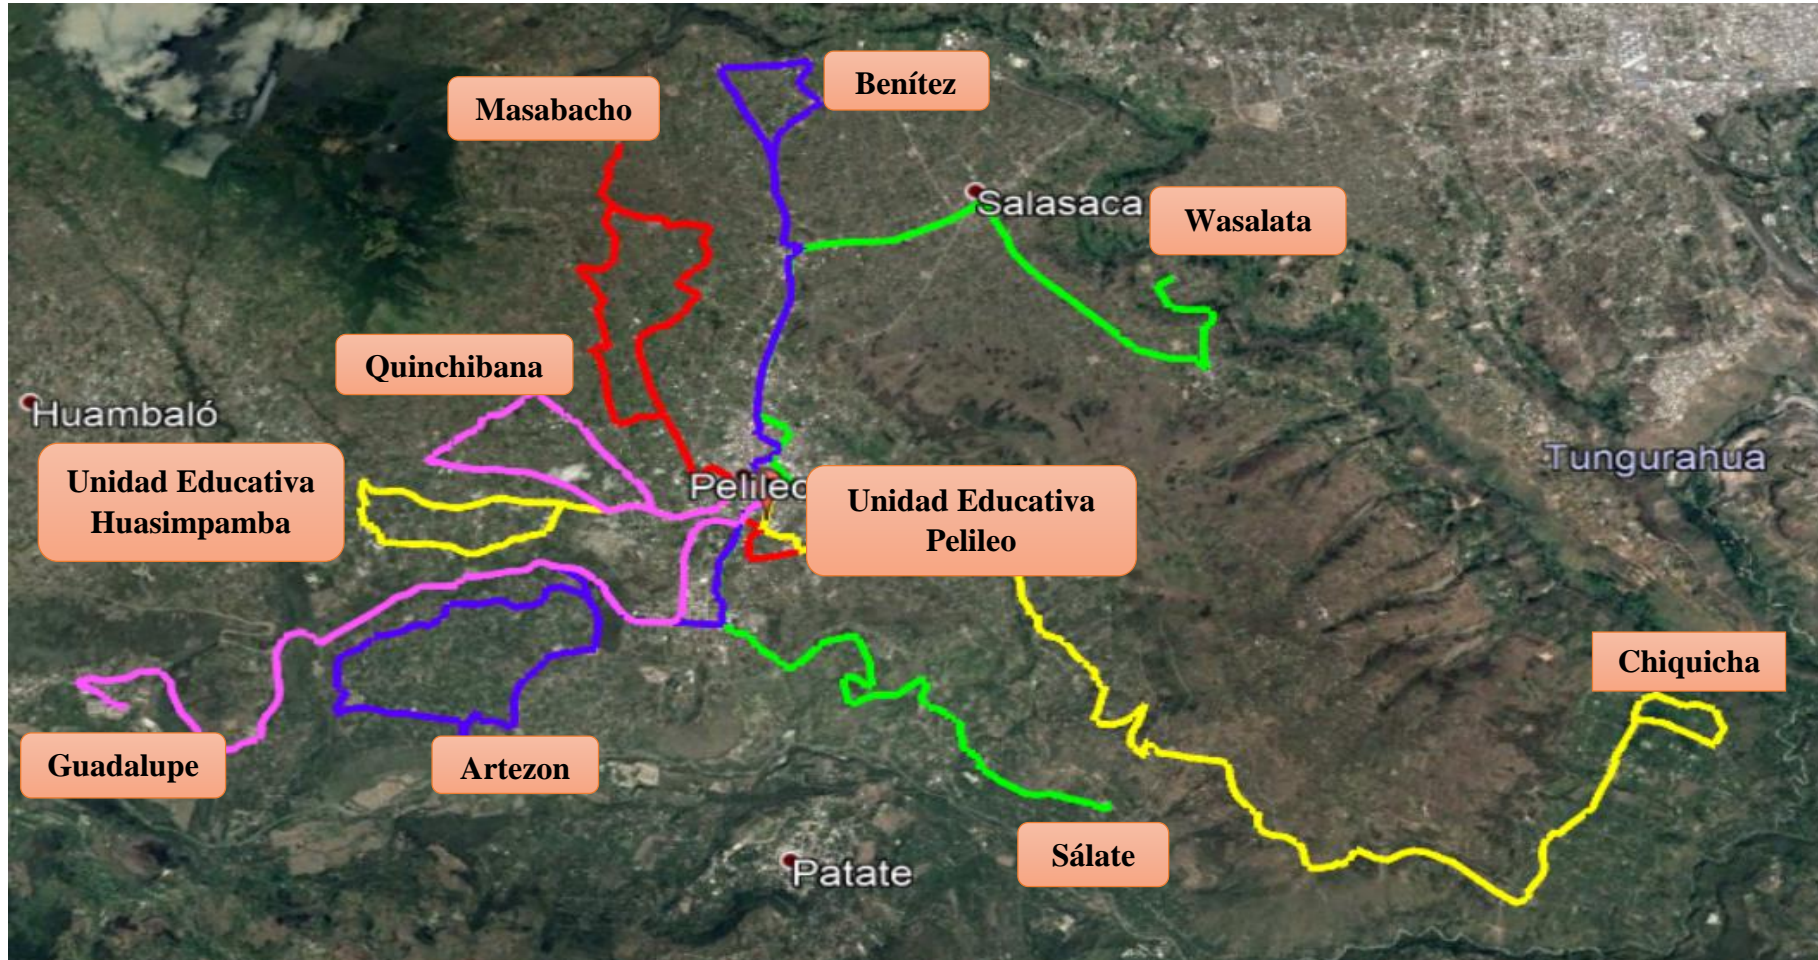 Benítez
Masabacho
Salasaca
Wasalata
Quinchibana
Huambaló
Unidad Educativa
Huasimpamba
Pelileo
Unidad Educativa
Pelileo
Tungurahua
Chiquicha
Guadalupe
Artezon
Sálate
Patate